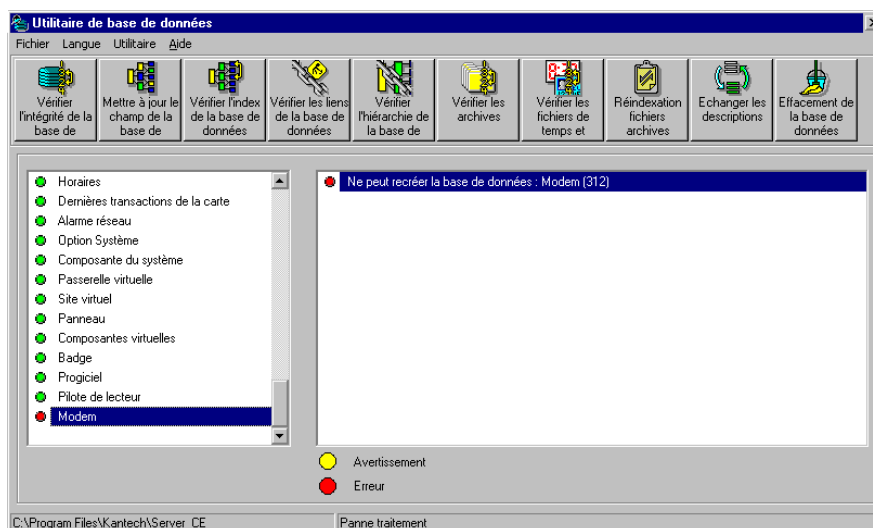 Utilitaire de base de données
Fichier Langue Utilitaire Aide
Vérifier
l'intégrité de la
base de
Mettre à jour le
champ de la
base de
Vérifier l'index
de la base de
données
Vérifier les liens
de la base de
données
Vérifier
l'hiérarchie de
la base de
Vérifier les
archives
Vérifier les
fichiers de
temps et
Réindexation
fichiers
archives
Echanger les
descriptions
Effacement de
la base de
données
Horaires
Dernières transactions de la carte
Alarme réseau
Option Système
Composante du système
Passerelle virtuelle
Site virtuel
Panneau
Composantes virtuelles
Badge
Progiciel
Pilote de lecteur
Modem
Ne peut recréer la base de données : Modem (312)
Avertissement
Erreur
C:\Program Files\Kantech\Server_CE
Panne traitement